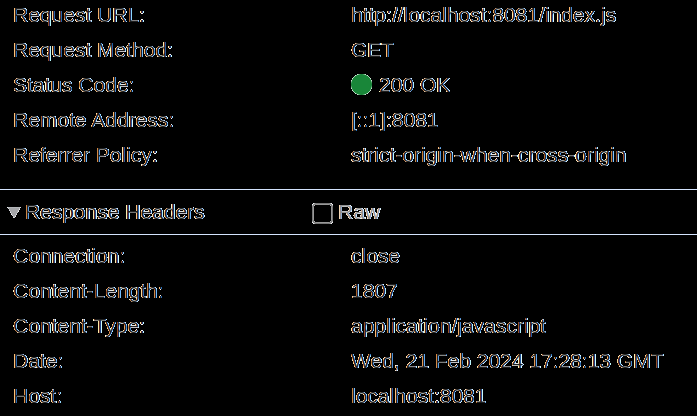 Request URL: http://localhost:8081/index.js
Request Method: GET
Status Code: 200 OK
Remote Address: [::1]:8081
Referrer Policy: strict-origin-when-cross-origin
Response Headers Raw
Connection: close
Content-Length: 1807
Content-Type: application/javascript
Date: Wed, 21 Feb 2024 17:28:13 GMT
Host: localhost:8081